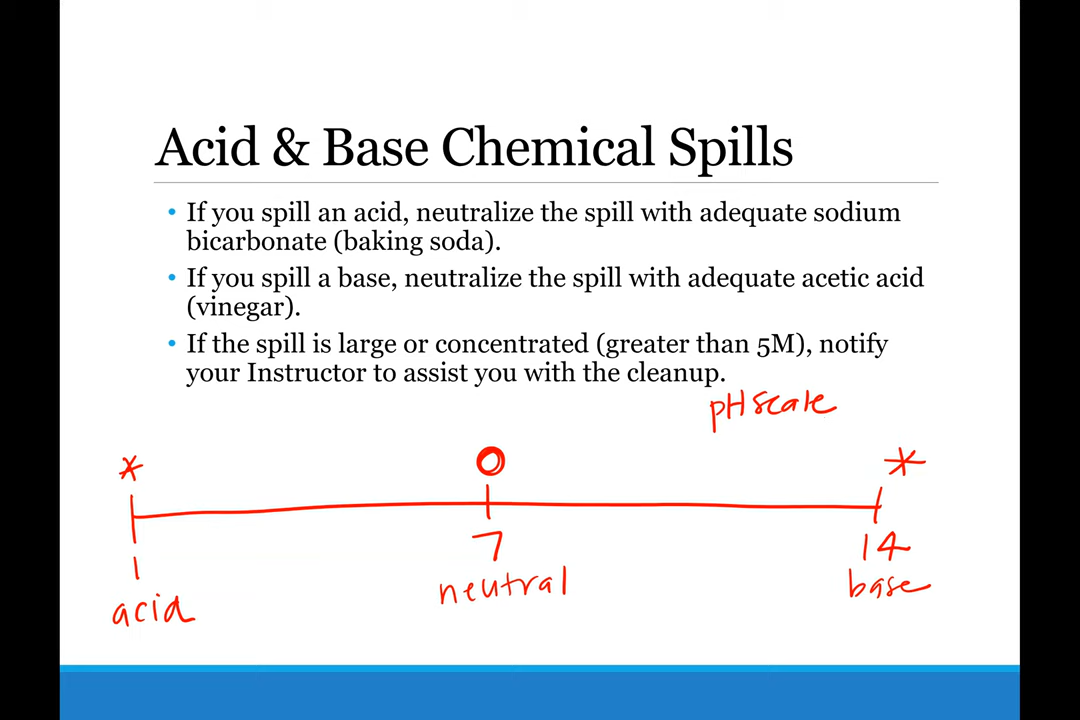 Acid & Base Chemical Spills
• If you spill an acid, neutralize the spill with adequate sodium
bicarbonate (baking soda).
• If you spill a base, neutralize the spill with adequate acetic acid
(vinegar).
• If the spill is large or concentrated (greater than 5M), notify
your Instructor to assist you with the cleanup.
pH scale
1 7 14
acid neutral base